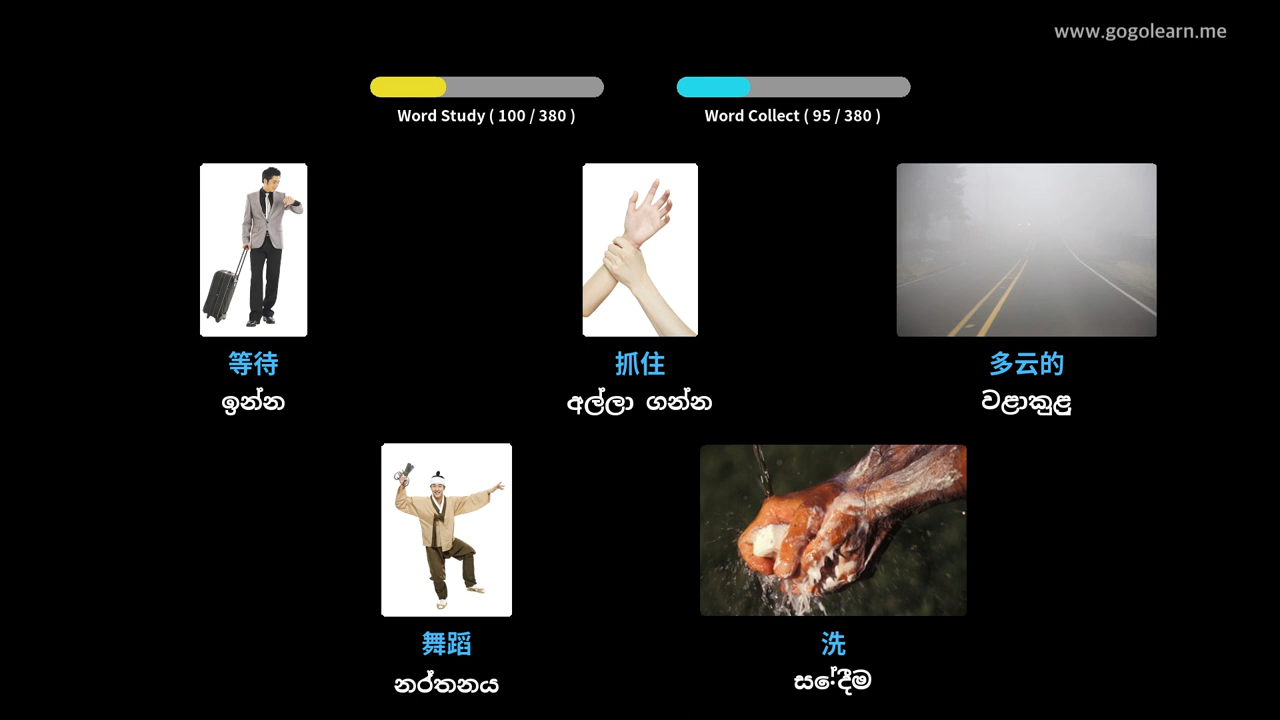 www.gogolearn.me
Word Study ( 100 / 380 )
Word Collect ( 95 / 380 )
等待
ඉන්න
抓住
අල්ලා ගන්න
多云的
වළාකුළු
舞蹈
නර්තනය
洗
සේදීම